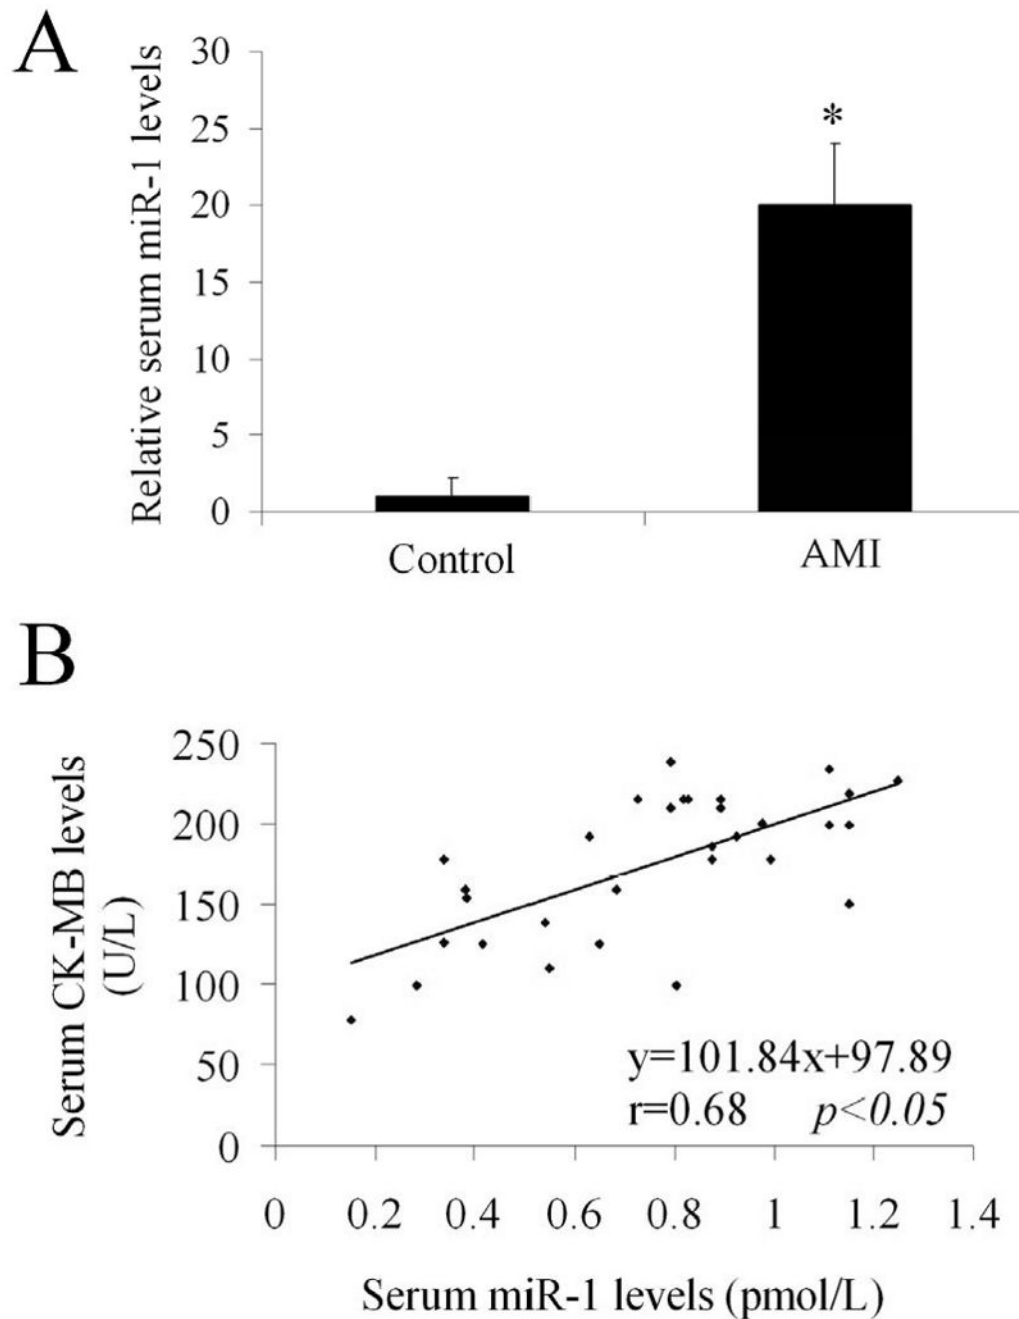 A
Relative serum miR-1 levels
30
25
20
15
10
5
0
*
Control
AMI
B
Serum CK-MB levels
(U/L)
250
200
150
100
50
0
y=101.84x+97.89
r=0.68 p<0.05
0 0.2 0.4 0.6 0.8 1 1.2 1.4
Serum miR-1 levels (pmol/L)